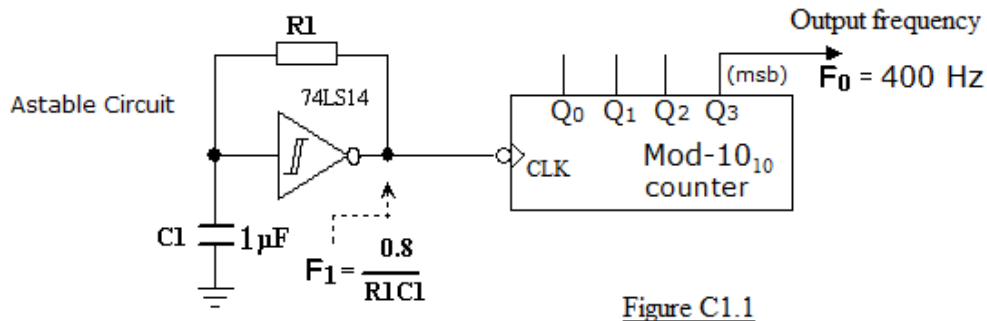 R1
Output frequency
(msb)
F0 = 400 Hz
Astable Circuit
74LS14
Q0 Q1 Q2 Q3
CLK
Mod-1010
counter
C1
1µF
F1 = 0.8
R1C1
Figure C1.1